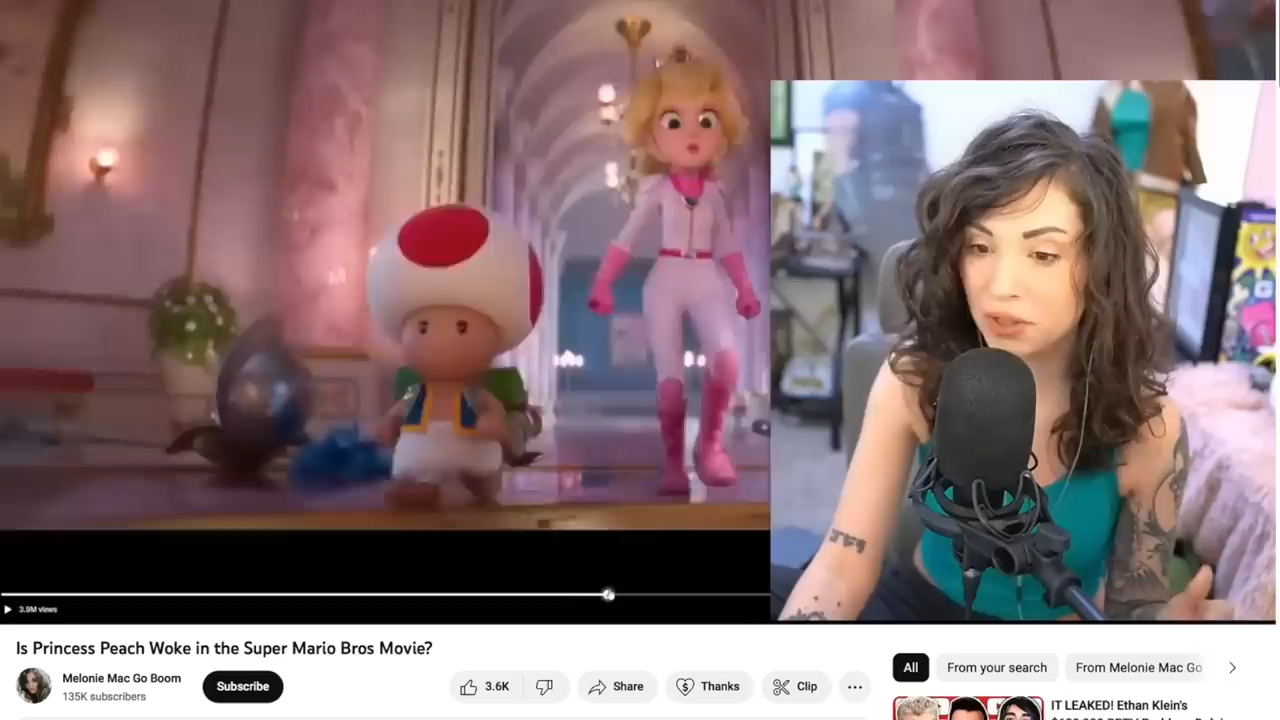 3.9M views
Is Princess Peach Woke in the Super Mario Bros Movie?
Melonie Mac Go Boom
135K subscribers
Subscribe
3.6K
Share
Thanks
Clip
All
From your search
From Melonie Mac Go
IT LEAKED! Ethan Klein's